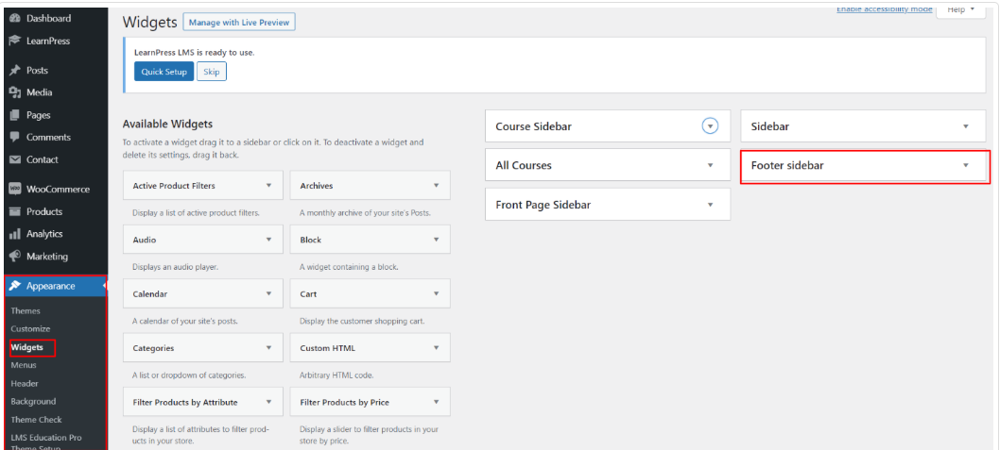 Dashboard
LearnPress
Posts
Media
Pages
Comments
Contact
WooCommerce
Products
Analytics
Marketing
Appearance
Themes
Customize
Widgets
Menus
Header
Background
Theme Check
LMS Education Pro
Theme Setup
Enable accessibility mode
Help
Widgets
Manage with Live Preview
LearnPress LMS is ready to use.
Quick Setup
Skip
Available Widgets
To activate a widget drag it to a sidebar or click on it. To deactivate a widget and
delete its settings, drag it back.
Active Product Filters
Archives
Display a list of active product filters.
A monthly archive of your site's Posts.
Audio
Block
Displays an audio player.
A widget containing a block.
Calendar
Cart
A calendar of your site's posts.
Display the customer shopping cart.
Categories
Custom HTML
A list or dropdown of categories.
Arbitrary HTML code.
Filter Products by Attribute
Filter Products by Price
Display a list of attributes to filter prod-
ucts in your store.
Display a slider to filter products in your
store by price.
Course Sidebar
Sidebar
All Courses
Footer sidebar
Front Page Sidebar